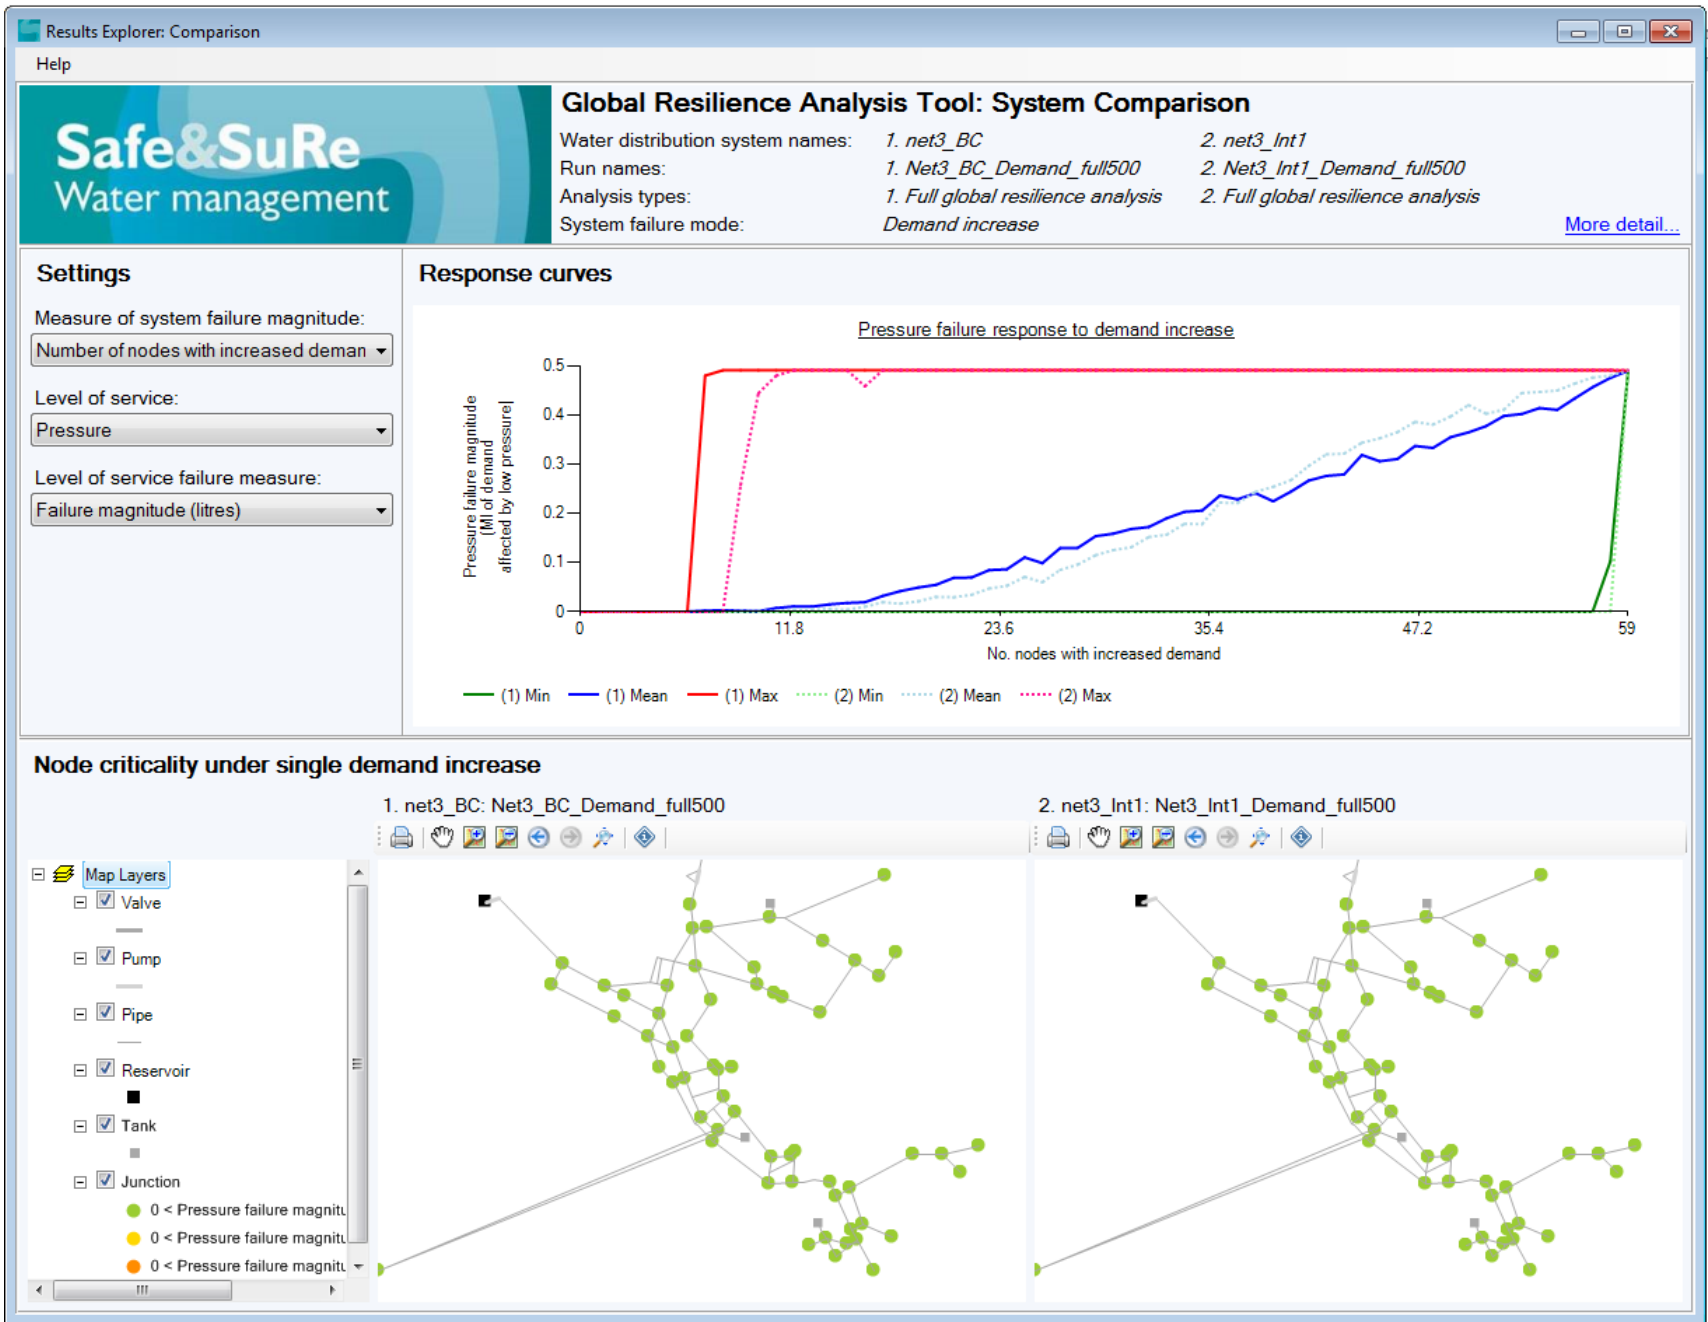 Results Explorer: Comparison
Help
Safe&SuRe
Water management
Global Resilience Analysis Tool: System Comparison
Water distribution system names: 1. net3_BC 2. net3_Int1
Run names: 1. Net3_BC_Demand_full500 2. Net3_Int1_Demand_full500
Analysis types: 1. Full global resilience analysis 2. Full global resilience analysis
System failure mode: Demand increase More detail...
Settings
Measure of system failure magnitude:
Number of nodes with increased deman
Level of service:
Pressure
Level of service failure measure:
Failure magnitude (litres)
Response curves
Pressure failure response to demand increase
Pressure failure magnitude
(Ml of demand
affected by low pressure)
0.5
0.4
0.3
0.2
0.1
0
0 11.8 23.6 35.4 47.2 59
No. nodes with increased demand
(1) Min (1) Mean (1) Max (2) Min (2) Mean (2) Max
Node criticality under single demand increase
1. net3_BC: Net3_BC_Demand_full500 2. net3_Int1: Net3_Int1_Demand_full500
Map Layers
Valve
Pump
Pipe
Reservoir
Tank
Junction
0 < Pressure failure magnitu
0 < Pressure failure magnitu
0 < Pressure failure magnitu